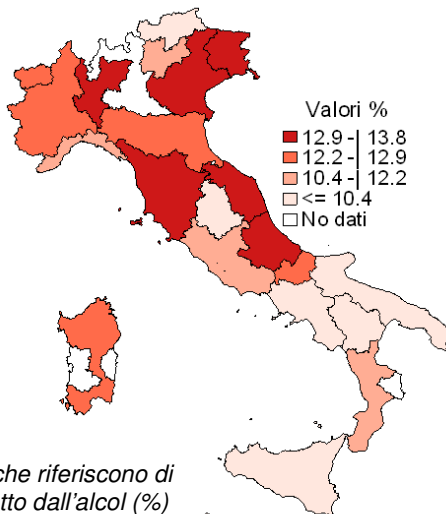 Valori %
12.9 -| 13.8
12.2 -| 12.9
10.4 -| 12.2
<= 10.4
No dati
che riferiscono di
tto dall'alcol (%)